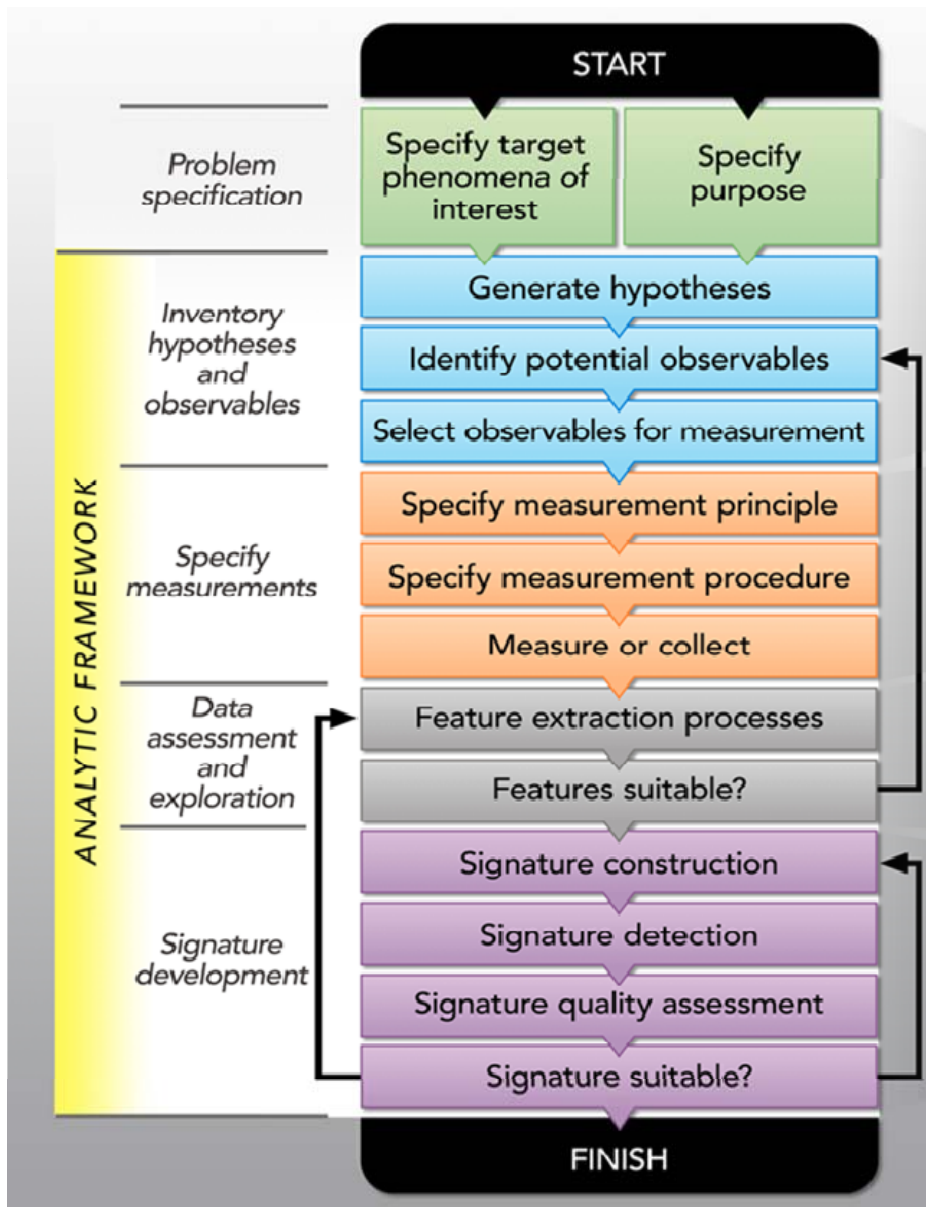 START
Problem
specification
Specify target
phenomena of
interest
Specify
purpose
ANALYTIC FRAMEWORK
Inventory
hypotheses
and
observables
Generate hypotheses
Identify potential observables
Select observables for measurement
Specify
measurements
Specify measurement principle
Specify measurement procedure
Measure or collect
Data
assessment
and
exploration
Feature extraction processes
Features suitable?
Signature
development
Signature construction
Signature detection
Signature quality assessment
Signature suitable?
FINISH